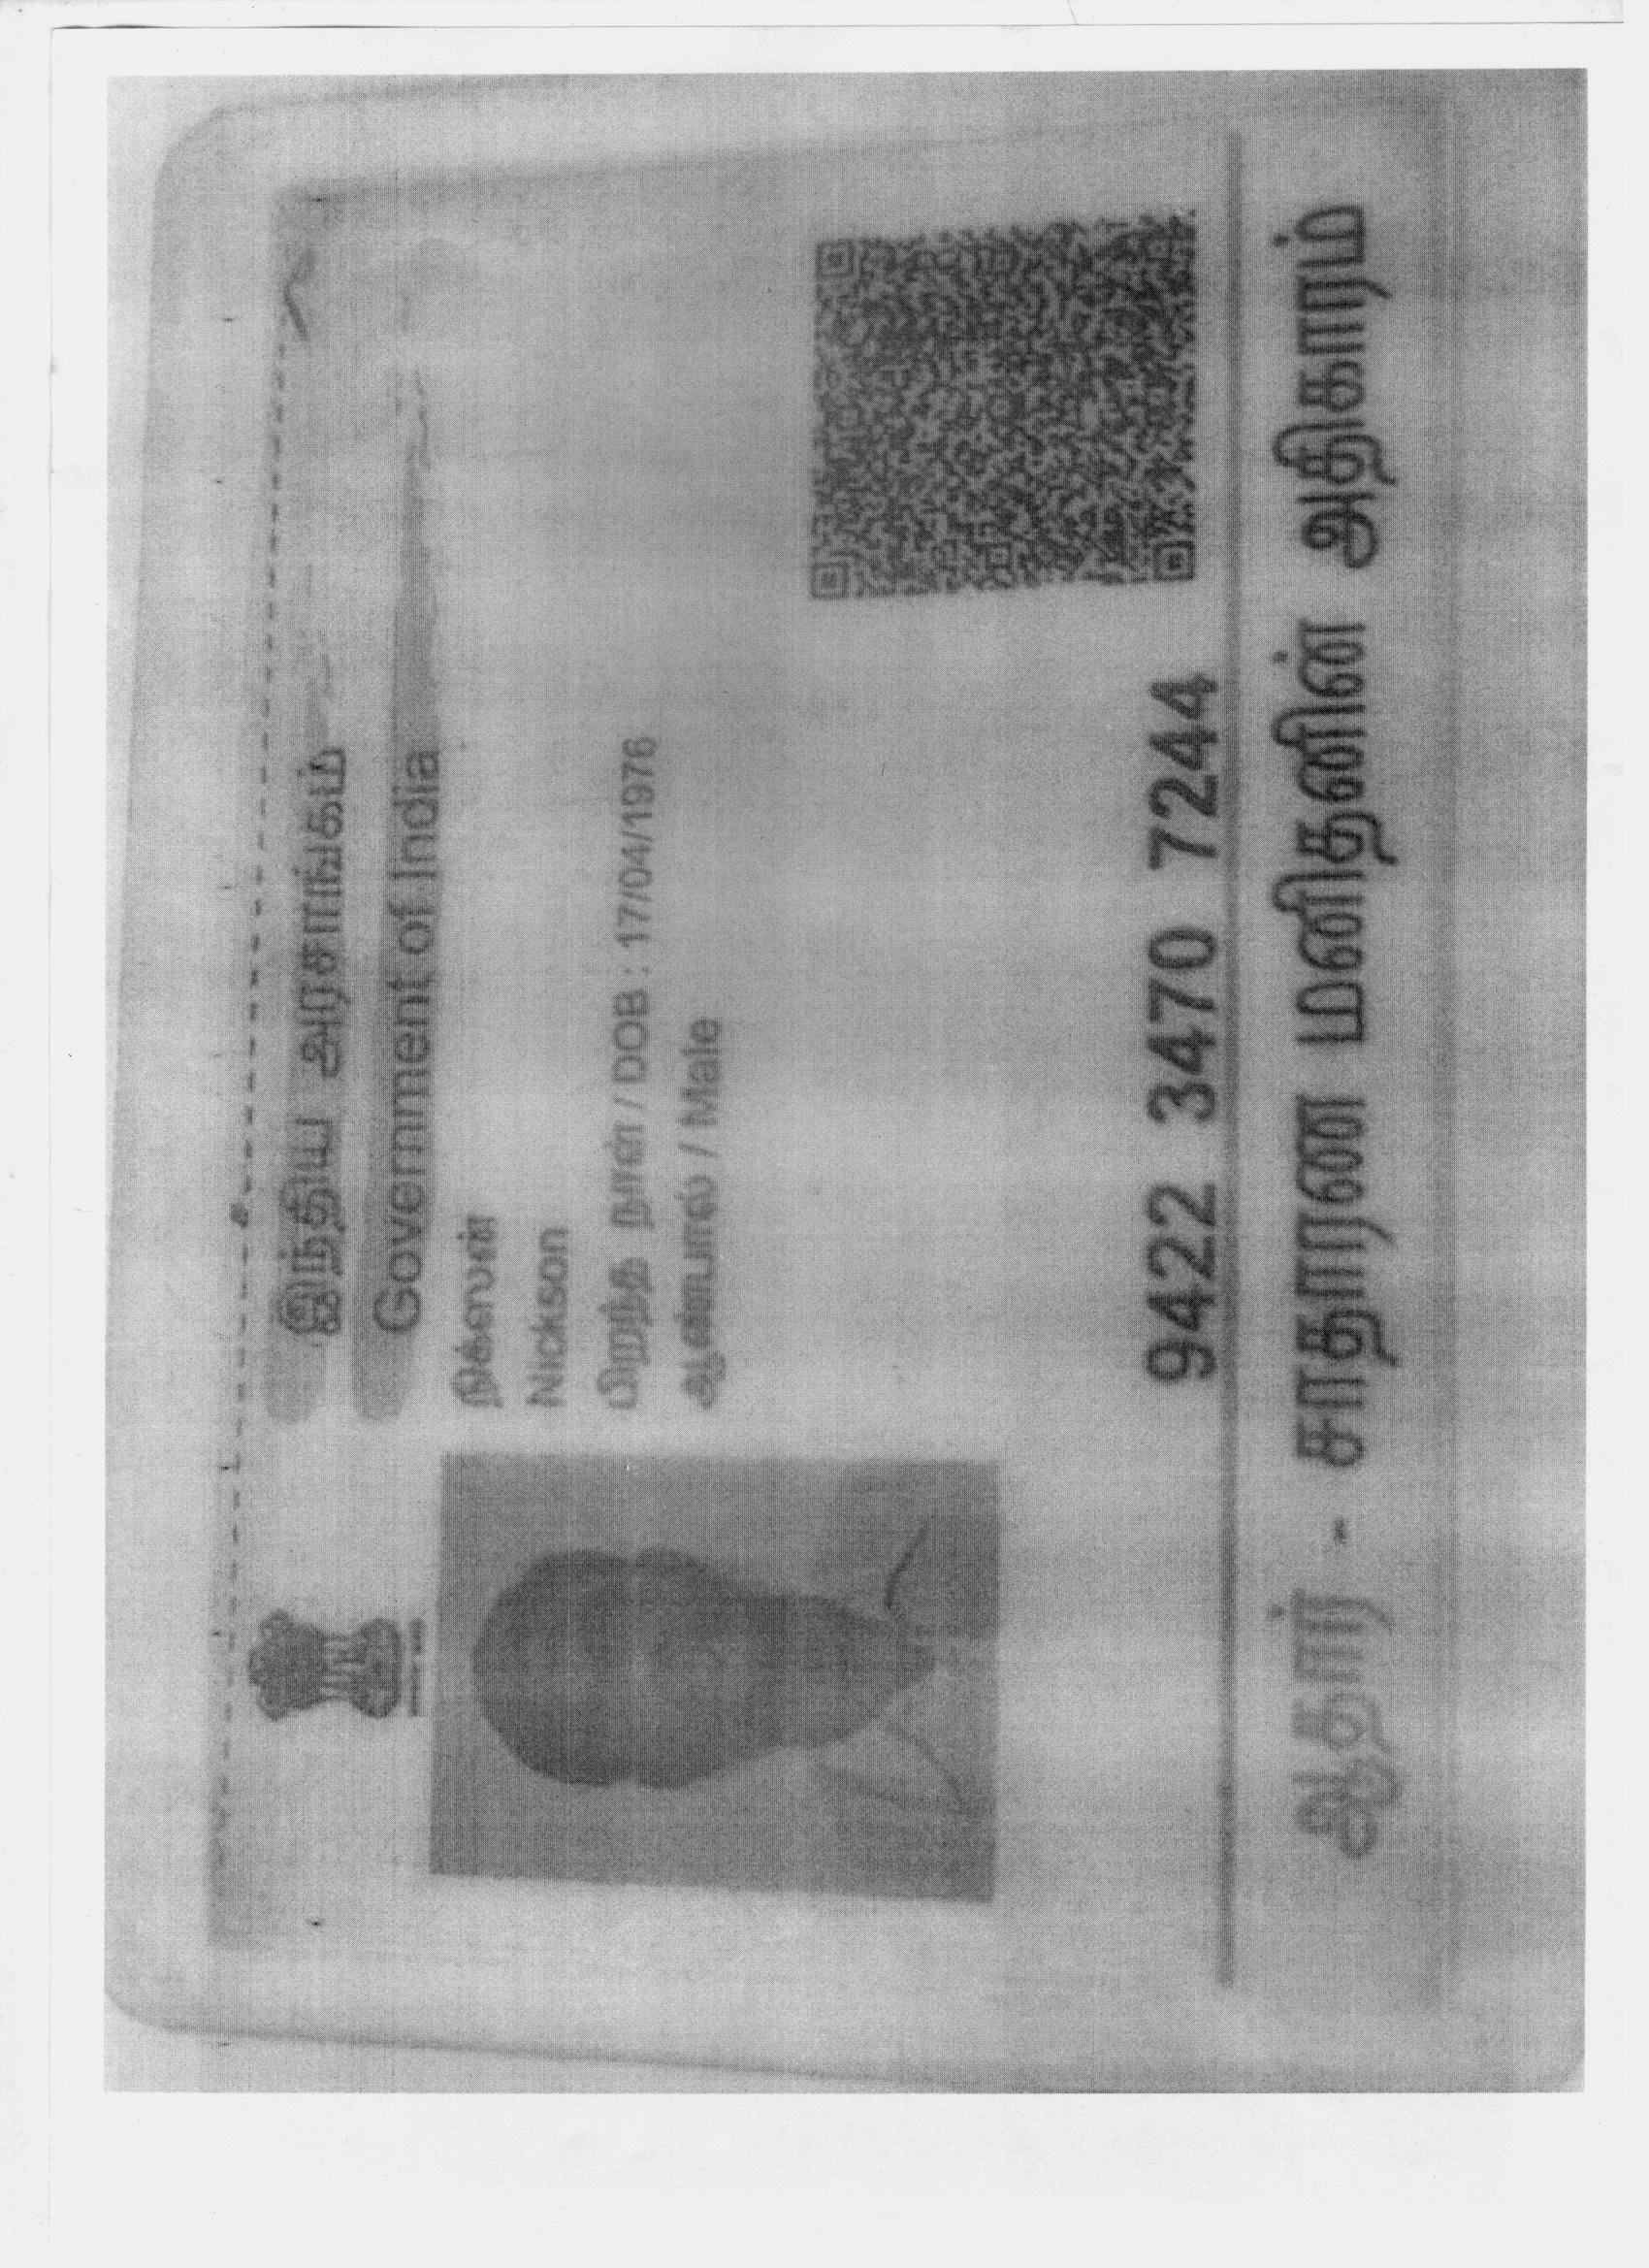 இந்திய அரசாங்கம்
Government of India
நிக்ஸன்
Nickson
பிறந்த நாள் / DOB : 17/04/1976
ஆண்பால் / Male
9422 3470 7244
ஆதார் - சாதாரண மனிதனின் அதிகாரம்